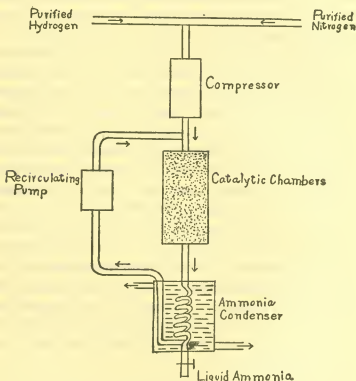 Purified
Hydrogen
Purified
Nitrogen
Compressor
Recirculating
Pump
Catalytic Chambers
Ammonia
Condenser
Liquid Ammonia